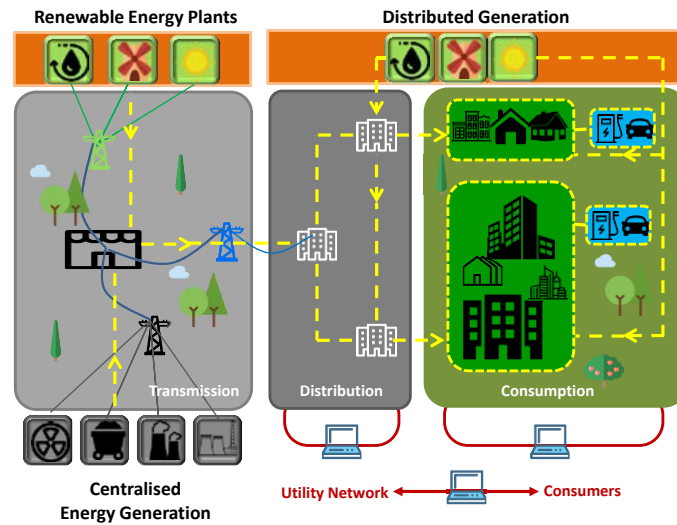 Renewable Energy Plants
Distributed Generation
Transmission
Distribution
Consumption
Centralised
Energy Generation
Utility Network
Consumers